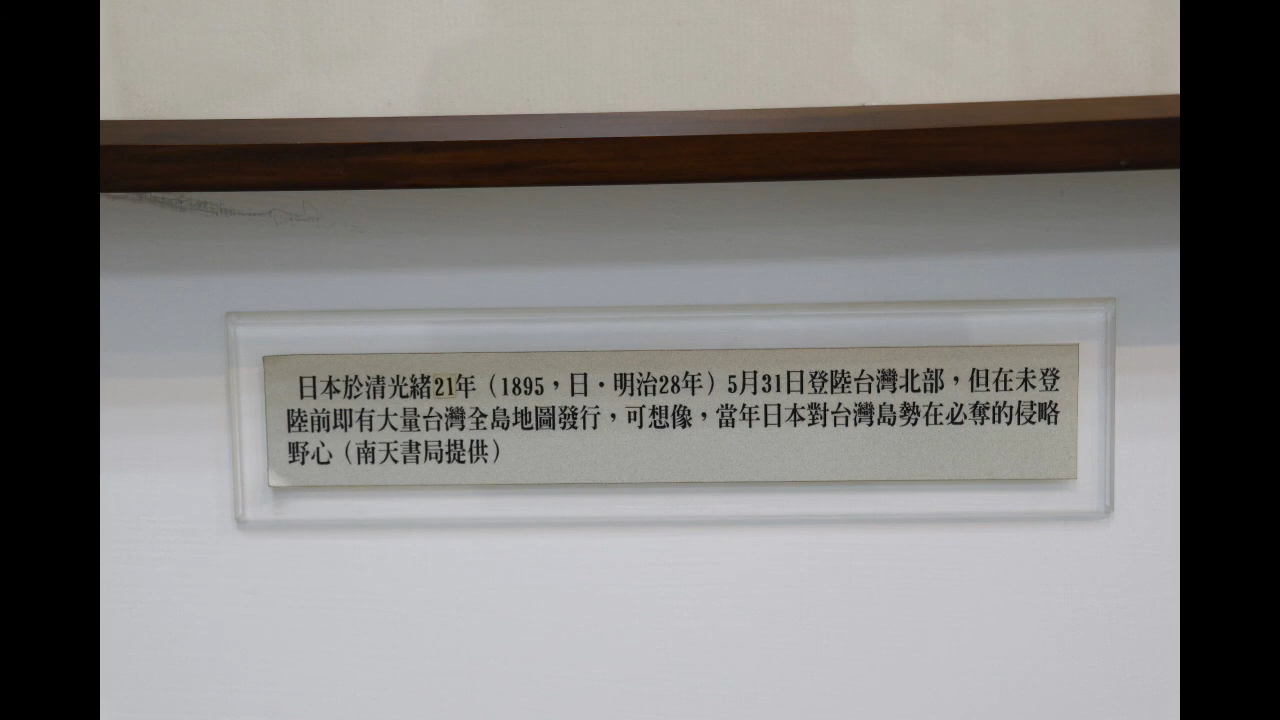 日本於清光緒21年（1895，日・明治28年）5月31日登陸台灣北部，但在未登
陸前即有大量台灣全島地圖發行，可想像，當年日本對台灣島勢在必奪的侵略
野心（南天書局提供）